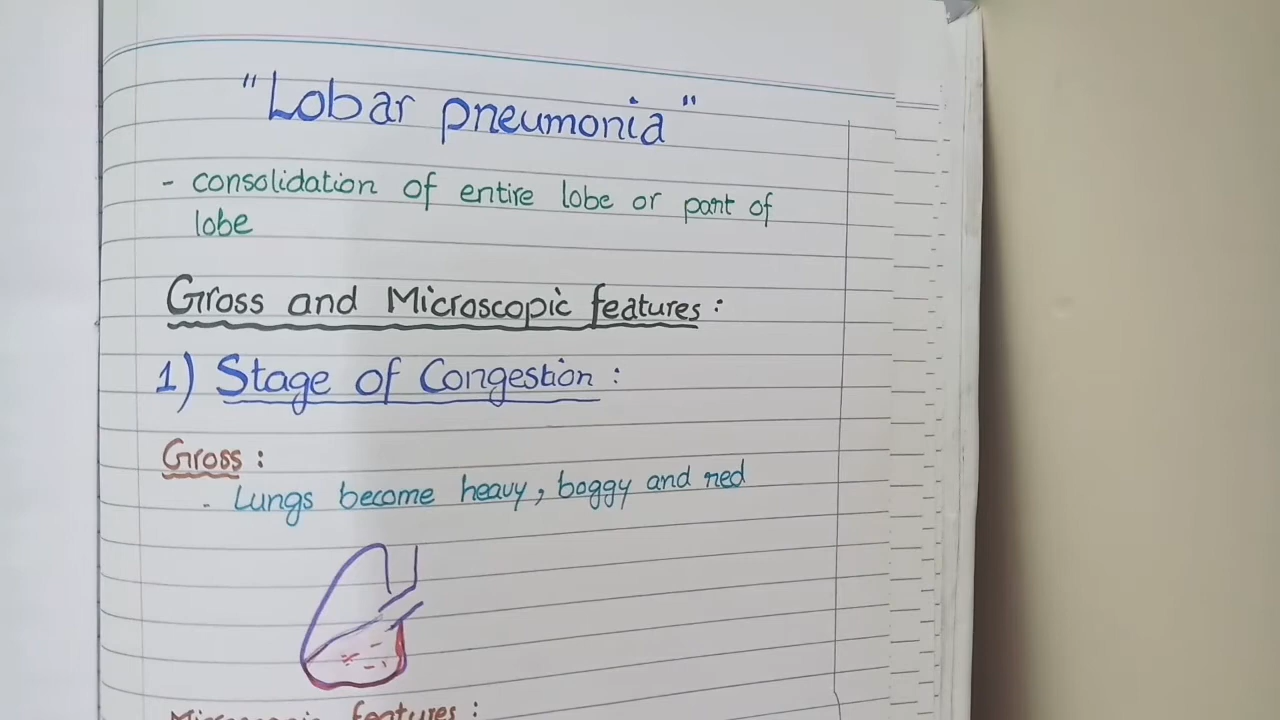 "Lobar pneumonia"
- consolidation of entire lobe or part of
lobe
Gross and Microscopic features :
1) Stage of Congestion :
Gross :
- Lungs become heavy, boggy and red
Microscopic features :